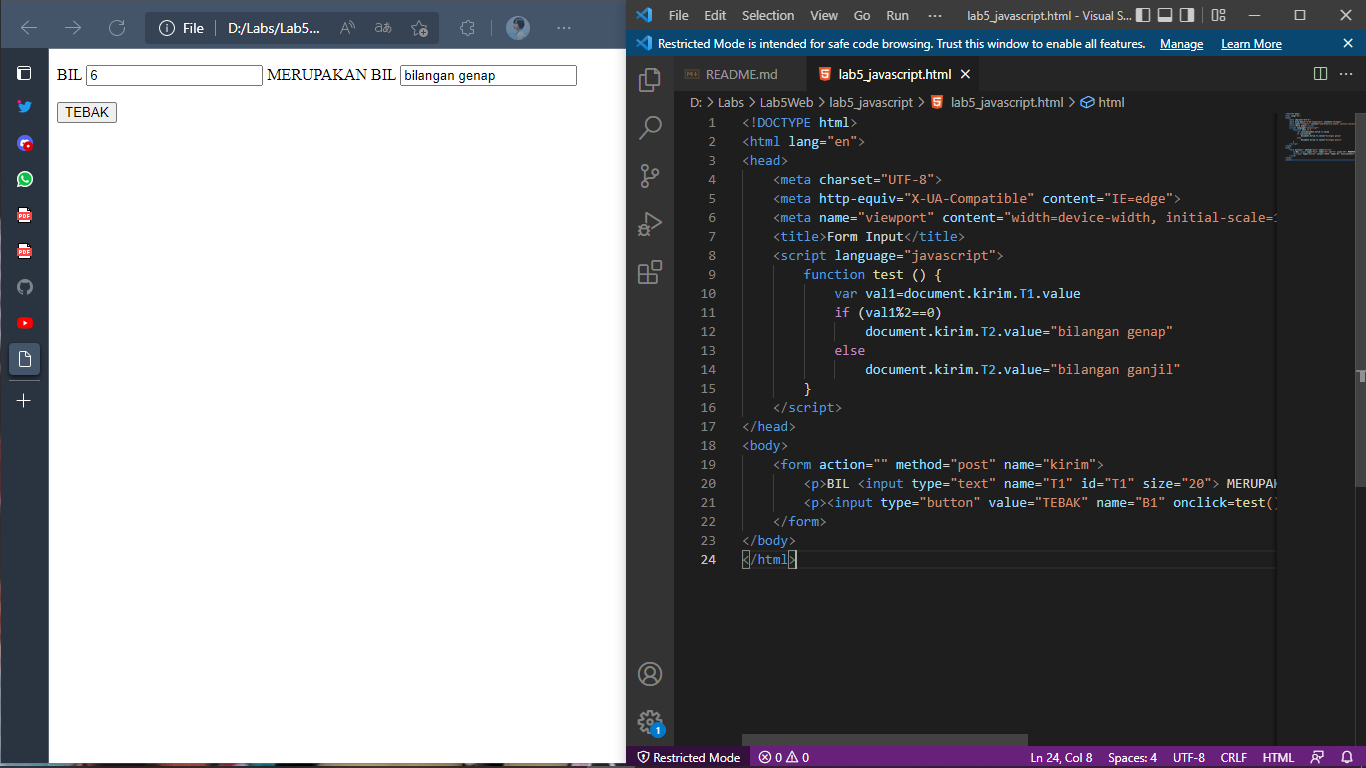 File D:/Labs/Lab5...
BIL 6 MERUPAKAN BIL bilangan genap
TEBAK
File Edit Selection View Go Run ... lab5_javascript.html - Visual S...
Restricted Mode is intended for safe code browsing. Trust this window to enable all features. Manage Learn More
README.md lab5_javascript.html
D: > Labs > Lab5Web > lab5_javascript > lab5_javascript.html > html
1 <!DOCTYPE html>
2 <html lang="en">
3 <head>
4 <meta charset="UTF-8">
5 <meta http-equiv="X-UA-Compatible" content="IE=edge">
6 <meta name="viewport" content="width=device-width, initial-scale=1
7 <title>Form Input</title>
8 <script language="javascript">
9 function test () {
10 var val1=document.kirim.T1.value
11 if (val1%2==0)
12 document.kirim.T2.value="bilangan genap"
13 else
14 document.kirim.T2.value="bilangan ganjil"
15 }
16 </script>
17 </head>
18 <body>
19 <form action="" method="post" name="kirim">
20 <p>BIL <input type="text" name="T1" id="T1" size="20"> MERUPAK
21 <p><input type="button" value="TEBAK" name="B1" onclick=test()
22 </form>
23 </body>
24 </html>
1
Restricted Mode 0 0 Ln 24, Col 8 Spaces: 4 UTF-8 CRLF HTML